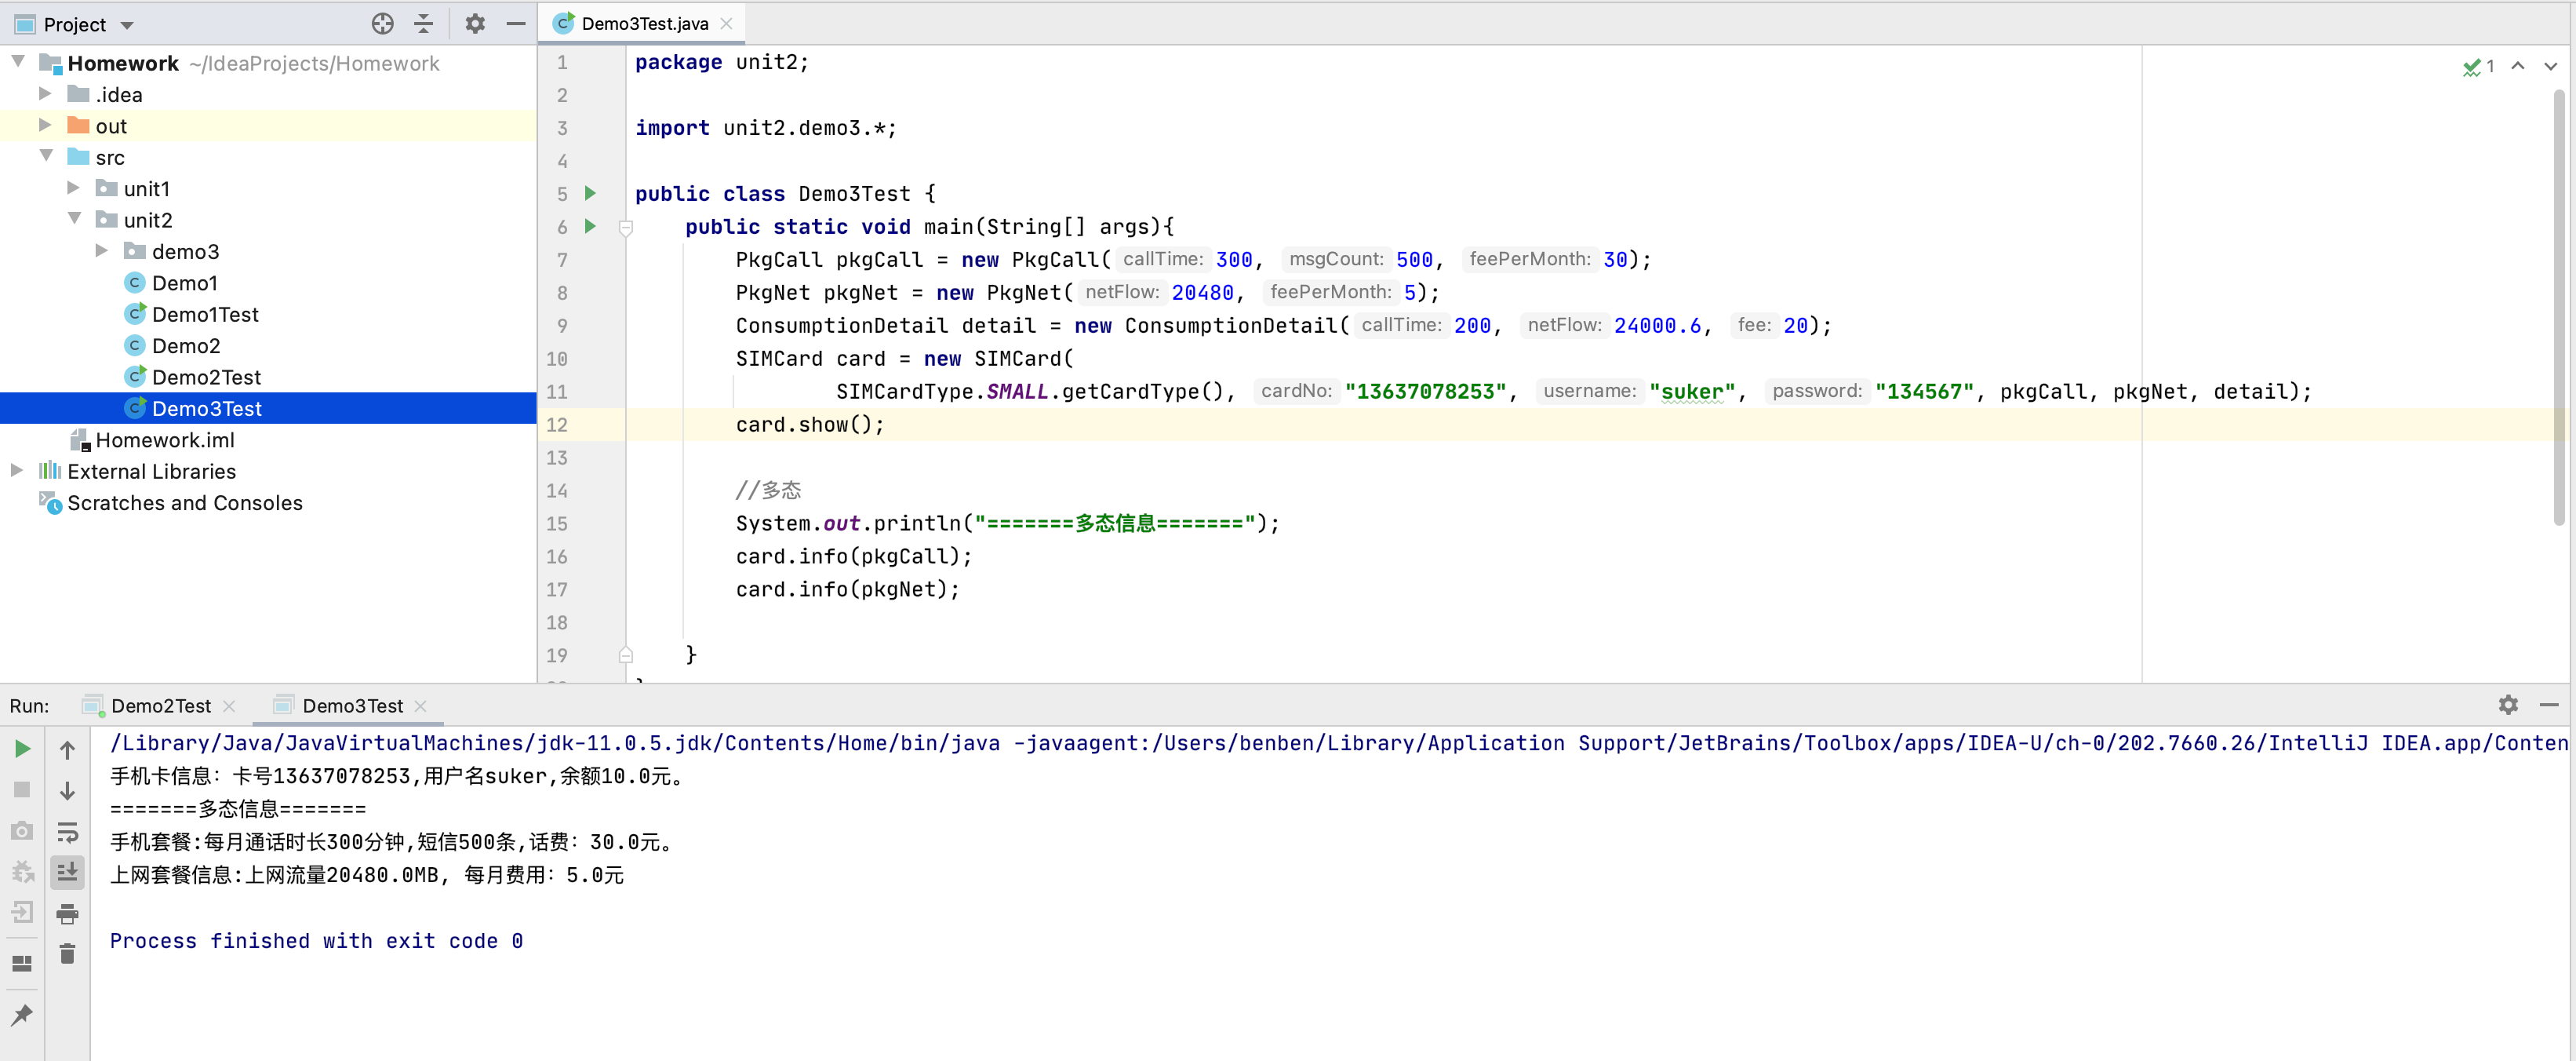 Project
Homework ~/IdeaProjects/Homework
.idea
out
src
unit1
unit2
demo3
Demo1
Demo1Test
Demo2
Demo2Test
Demo3Test
Homework.iml
External Libraries
Scratches and Consoles
Demo3Test.java
1
1 package unit2;
2
3 import unit2.demo3.*;
4
5 public class Demo3Test {
6 public static void main(String[] args){
7 PkgCall pkgCall = new PkgCall( callTime: 300, msgCount: 500, feePerMonth: 30);
8 PkgNet pkgNet = new PkgNet( netFlow: 20480, feePerMonth: 5);
9 ConsumptionDetail detail = new ConsumptionDetail( callTime: 200, netFlow: 24000.6, fee: 20);
10 SIMCard card = new SIMCard(
11 SIMCardType.SMALL.getCardType(), cardNo: "13637078253", username: "suker", password: "134567", pkgCall, pkgNet, detail);
12 card.show();
13
14 //多态
15 System.out.println("=======多态信息=======");
16 card.info(pkgCall);
17 card.info(pkgNet);
18
19 }
Run: Demo2Test Demo3Test
/Library/Java/JavaVirtualMachines/jdk-11.0.5.jdk/Contents/Home/bin/java -javaagent:/Users/benben/Library/Application Support/JetBrains/Toolbox/apps/IDEA-U/ch-0/202.7660.26/IntelliJ IDEA.app/Conten
手机卡信息：卡号13637078253,用户名suker,余额10.0元。
=======多态信息=======
手机套餐:每月通话时长300分钟,短信500条,话费：30.0元。
上网套餐信息:上网流量20480.0MB, 每月费用：5.0元
Process finished with exit code 0